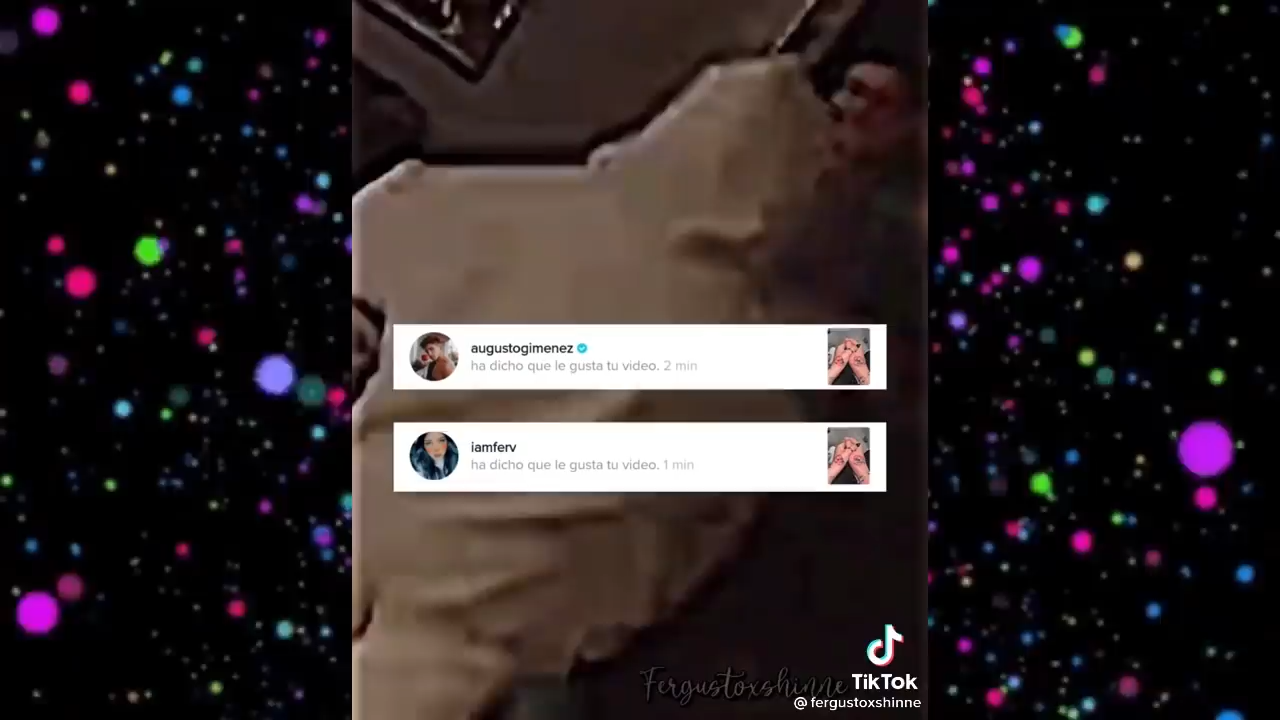 augustogimenez
ha dicho que le gusta tu video. 2 min
iamferv
ha dicho que le gusta tu video. 1 min
Fergustoxshinne
TikTok
@fergustoxshinne